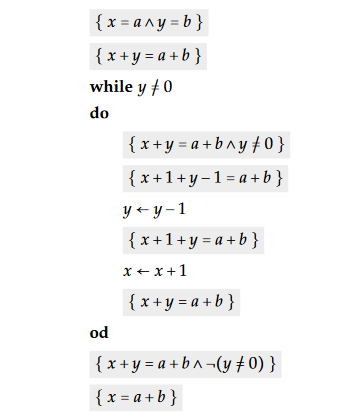 { x = a ∧ y = b }
{ x + y = a + b }
while y ≠ 0
do
{ x + y = a + b ∧ y ≠ 0 }
{ x + 1 + y − 1 = a + b }
y ← y − 1
{ x + 1 + y = a + b }
x ← x + 1
{ x + y = a + b }
od
{ x + y = a + b ∧ ¬(y ≠ 0) }
{ x = a + b }